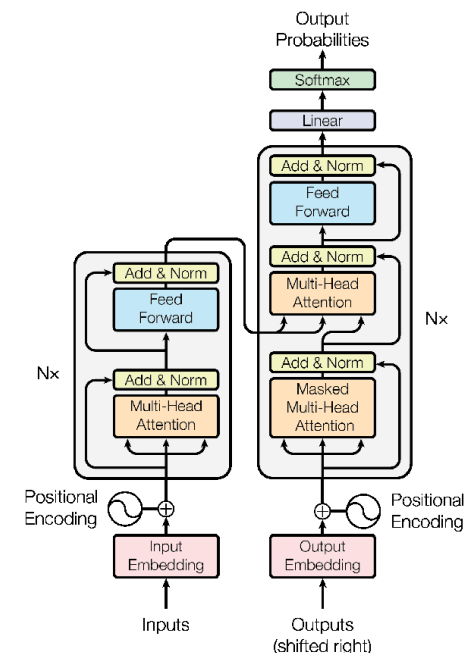 Output
Probabilities
Softmax
Linear
Add & Norm
Feed
Forward
Add & Norm
Multi-Head
Attention
Add & Norm
Masked
Multi-Head
Attention
Nx
Add & Norm
Feed
Forward
Add & Norm
Multi-Head
Attention
Nx
Positional
Encoding
Positional
Encoding
Input
Embedding
Output
Embedding
Inputs
Outputs
(shifted right)